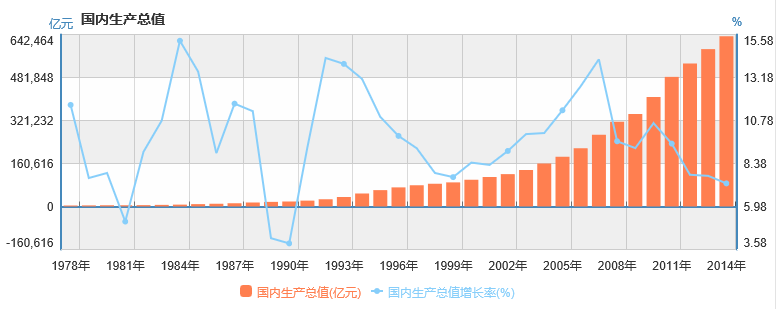 亿元 国内生产总值 %
642,464 15.58
481,848 13.18
321,232 10.78
160,616 8.38
0 5.98
-160,616 3.58
1978年 1981年 1984年 1987年 1990年 1993年 1996年 1999年 2002年 2005年 2008年 2011年 2014年
国内生产总值(亿元) 国内生产总值增长率(%)